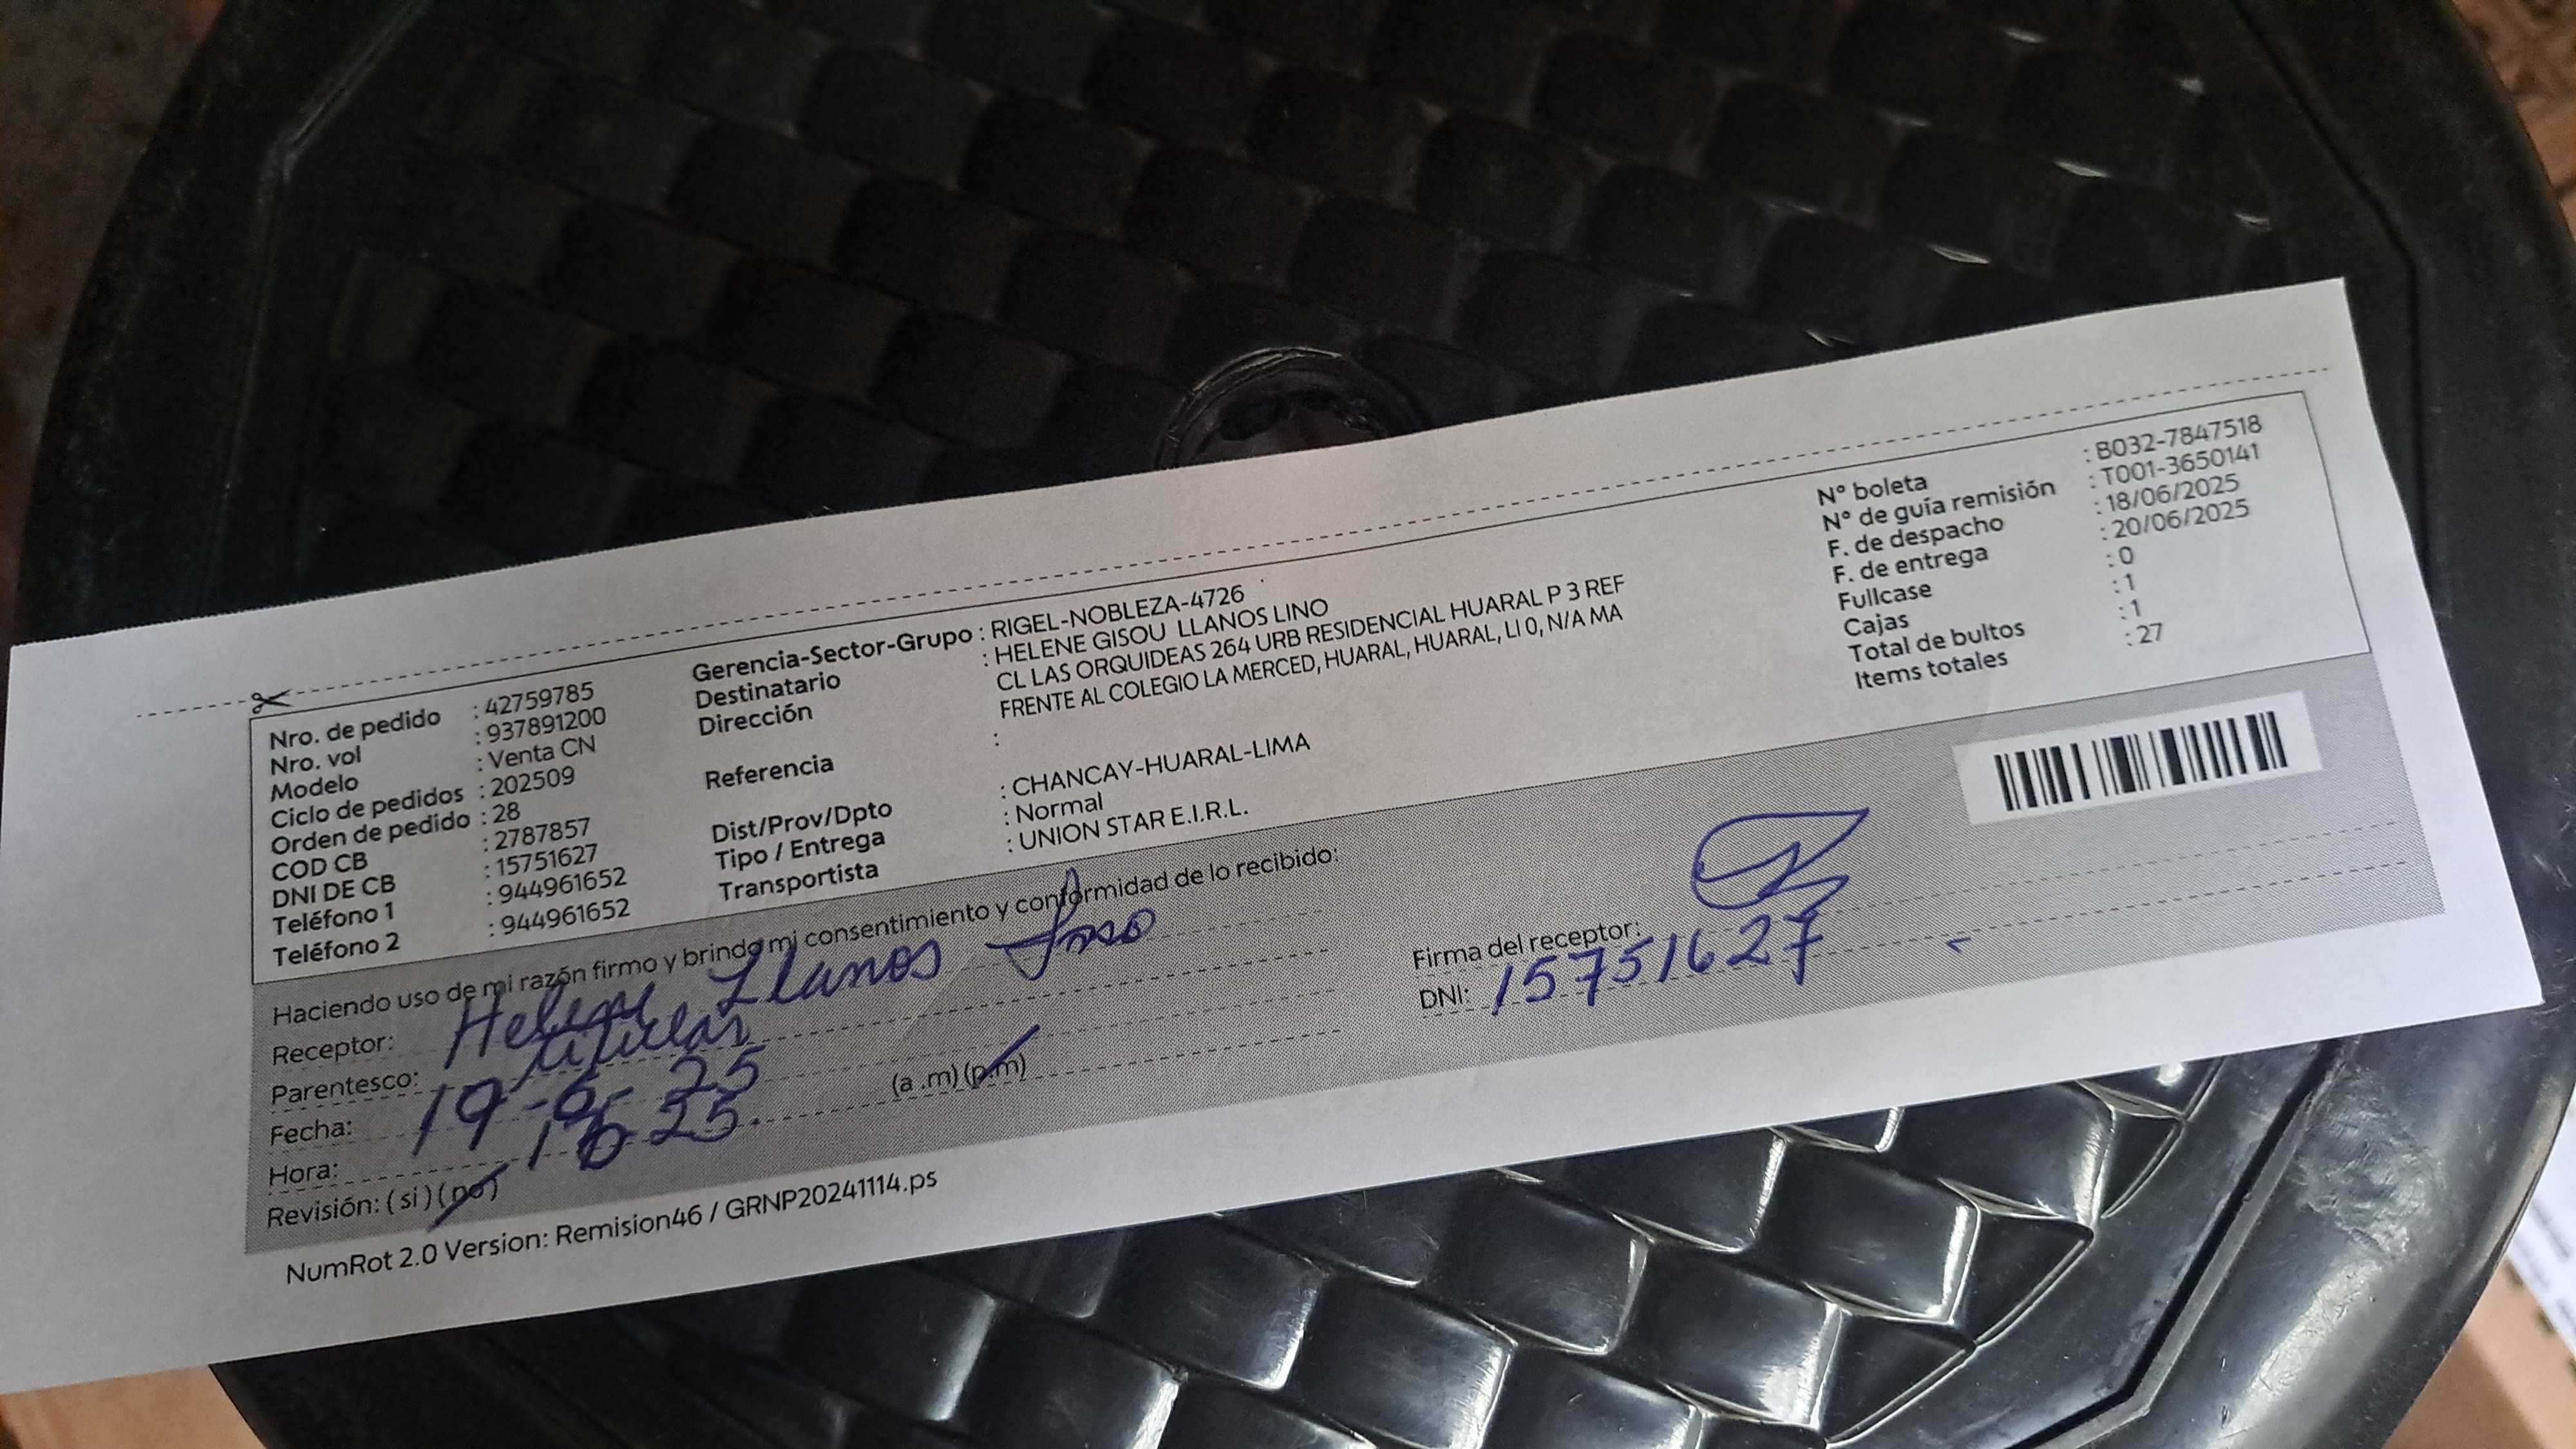 Nro. de pedido : 42759785
Nro. vol : 937891200
Modelo : Venta CN
Ciclo de pedidos : 202509
Orden de pedido : 28
COD CB : 2787857
DNI DE CB : 15751627
Teléfono 1 : 944961652
Teléfono 2 : 944961652
Gerencia-Sector-Grupo : RIGEL-NOBLEZA-4726
Destinatario : HELENE GISOU LLANOS LINO
Dirección CL LAS ORQUIDEAS 264 URB RESIDENCIAL HUARAL P 3 REF
FRENTE AL COLEGIO LA MERCED, HUARAL, HUARAL, LI 0, N/A MA
Referencia :
Dist/Prov/Dpto : CHANCAY-HUARAL-LIMA
Tipo / Entrega : Normal
Transportista : UNION STAR E.I.R.L.
N° boleta : B032-7847518
N° de guía remisión : T001-3650141
F. de despacho : 18/06/2025
F. de entrega : 20/06/2025
Fullcase : 0
Cajas : 1
Total de bultos : 1
Items totales : 27
Haciendo uso de mi razón firmo y brindo mi consentimiento y conformidad de lo recibido:
Receptor: Helene Llanos Lino
Parentesco: titular
Fecha: 19-6-25
Hora: 16 25. (a .m) (p.m)
Revisión: ( si ) ( no )
Firma del receptor:
DNI: 15751627
NumRot 2.0 Version: Remision46 / GRNP20241114.ps